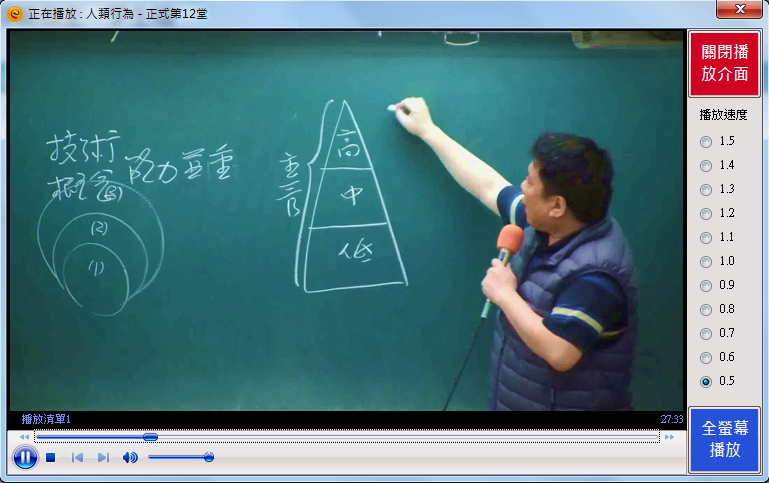 正在播放 : 人類行為 - 正式第12堂
關閉播
放介面
播放速度
1.5
1.4
1.3
1.2
1.1
1.0
0.9
0.8
0.7
0.6
0.5
全螢幕
播放
技術
概念 能力並重
(3)
(2)
(1)
主管
高
中
低
播放清單1
27:33